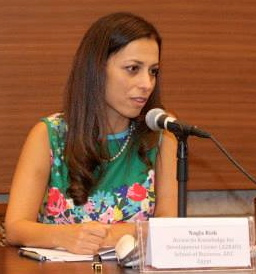 Nagla Rizk
Access to Knowledge for
Development Center (A2K4D)
School of Business, AUC
Egypt